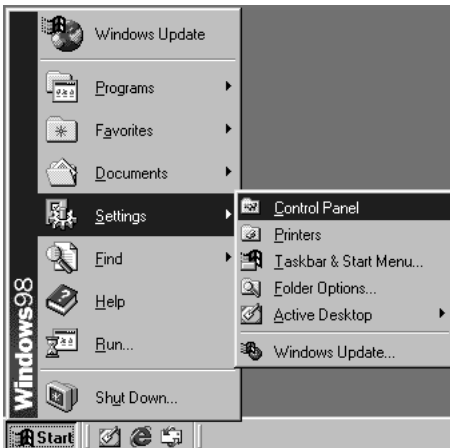 Windows Update
Programs
Favorites
Documents
Settings
Find
Help
Run...
Shut Down...
Windows98
Control Panel
Printers
Taskbar & Start Menu...
Folder Options...
Active Desktop
Windows Update...
Start